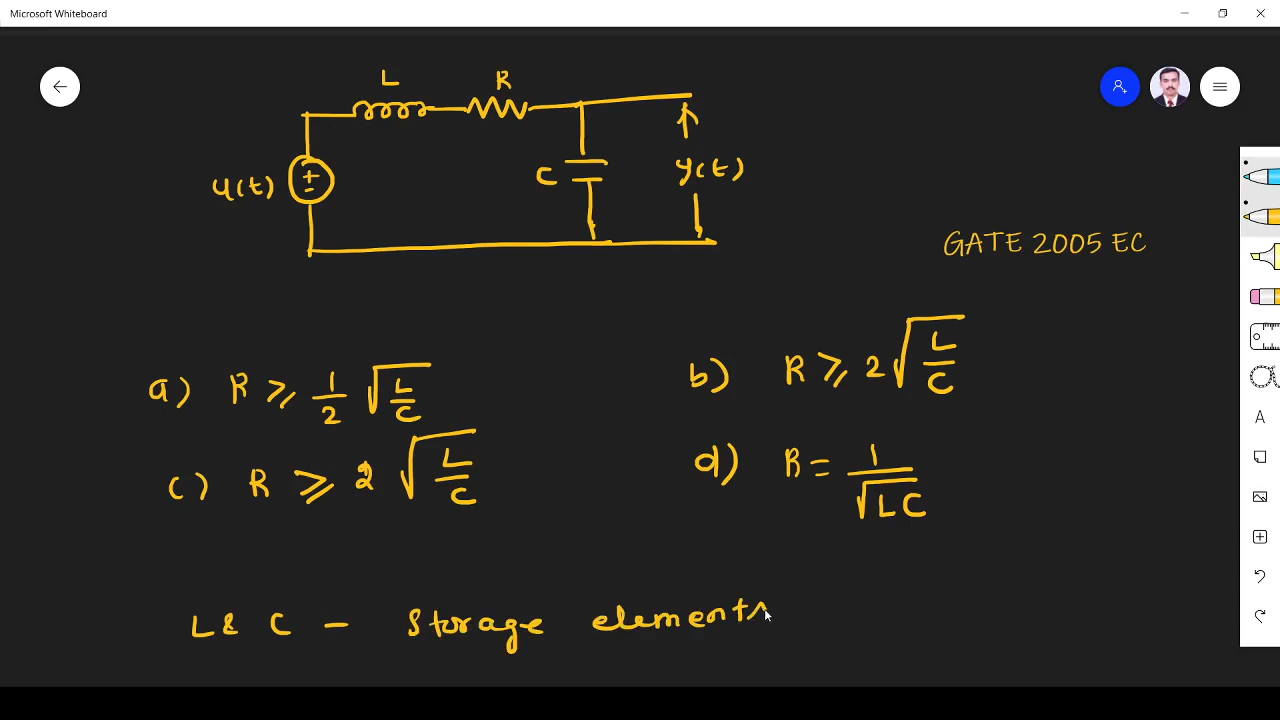 Microsoft Whiteboard
L R
u(t) + - C y(t)
GATE 2005 EC
a) R ≥ 1/2 √(L/C)
b) R ≥ 2 √(L/C)
c) R ≥ 2 √(L/C)
d) R = 1/√(LC)
L & C - Storage elements
A